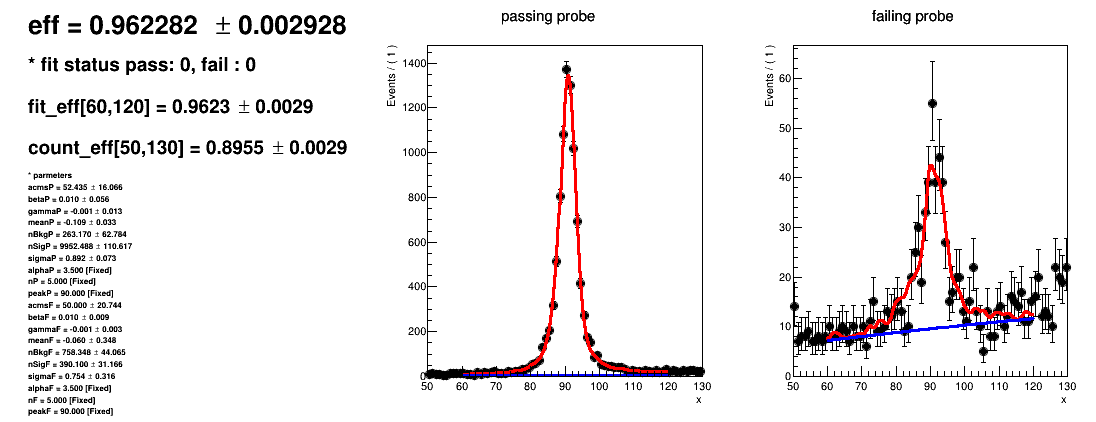 eff = 0.962282 ± 0.002928
* fit status pass: 0, fail : 0
fit_eff[60,120] = 0.9623 ± 0.0029
count_eff[50,130] = 0.8955 ± 0.0029
* parmeters
acmsP = 52.435 ± 16.066
betaP = 0.010 ± 0.056
gammaP = -0.001 ± 0.013
meanP = -0.109 ± 0.033
nBkgP = 263.170 ± 62.784
nSigP = 9952.488 ± 110.617
sigmaP = 0.892 ± 0.073
alphaP = 3.500 [Fixed]
nP = 5.000 [Fixed]
peakP = 90.000 [Fixed]
acmsF = 50.000 ± 20.744
betaF = 0.010 ± 0.009
gammaF = -0.001 ± 0.003
meanF = -0.060 ± 0.348
nBkgF = 758.348 ± 44.065
nSigF = 390.100 ± 31.166
sigmaF = 0.754 ± 0.316
alphaF = 3.500 [Fixed]
nF = 5.000 [Fixed]
peakF = 90.000 [Fixed]
passing probe
Events / ( 1 )
1400
1200
1000
800
600
400
200
0
50 60 70 80 90 100 110 120 130
x
failing probe
Events / ( 1 )
60
50
40
30
20
10
0
50 60 70 80 90 100 110 120 130
x